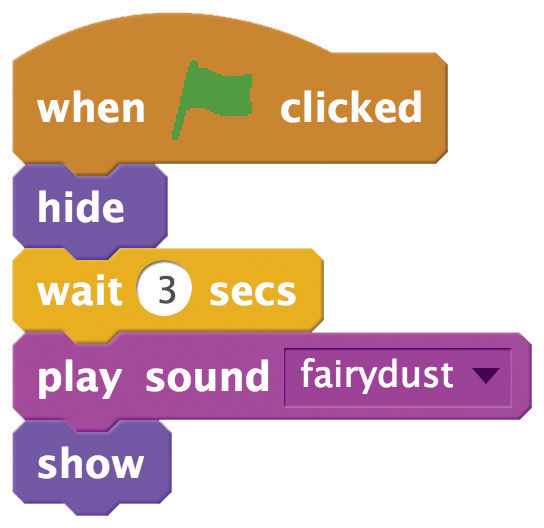 when clicked
hide
wait 3 secs
play sound fairydust
show